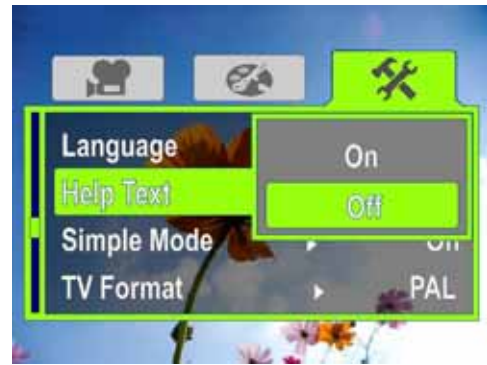 Language
On
Help Text
Off
Simple Mode
TV Format
PAL